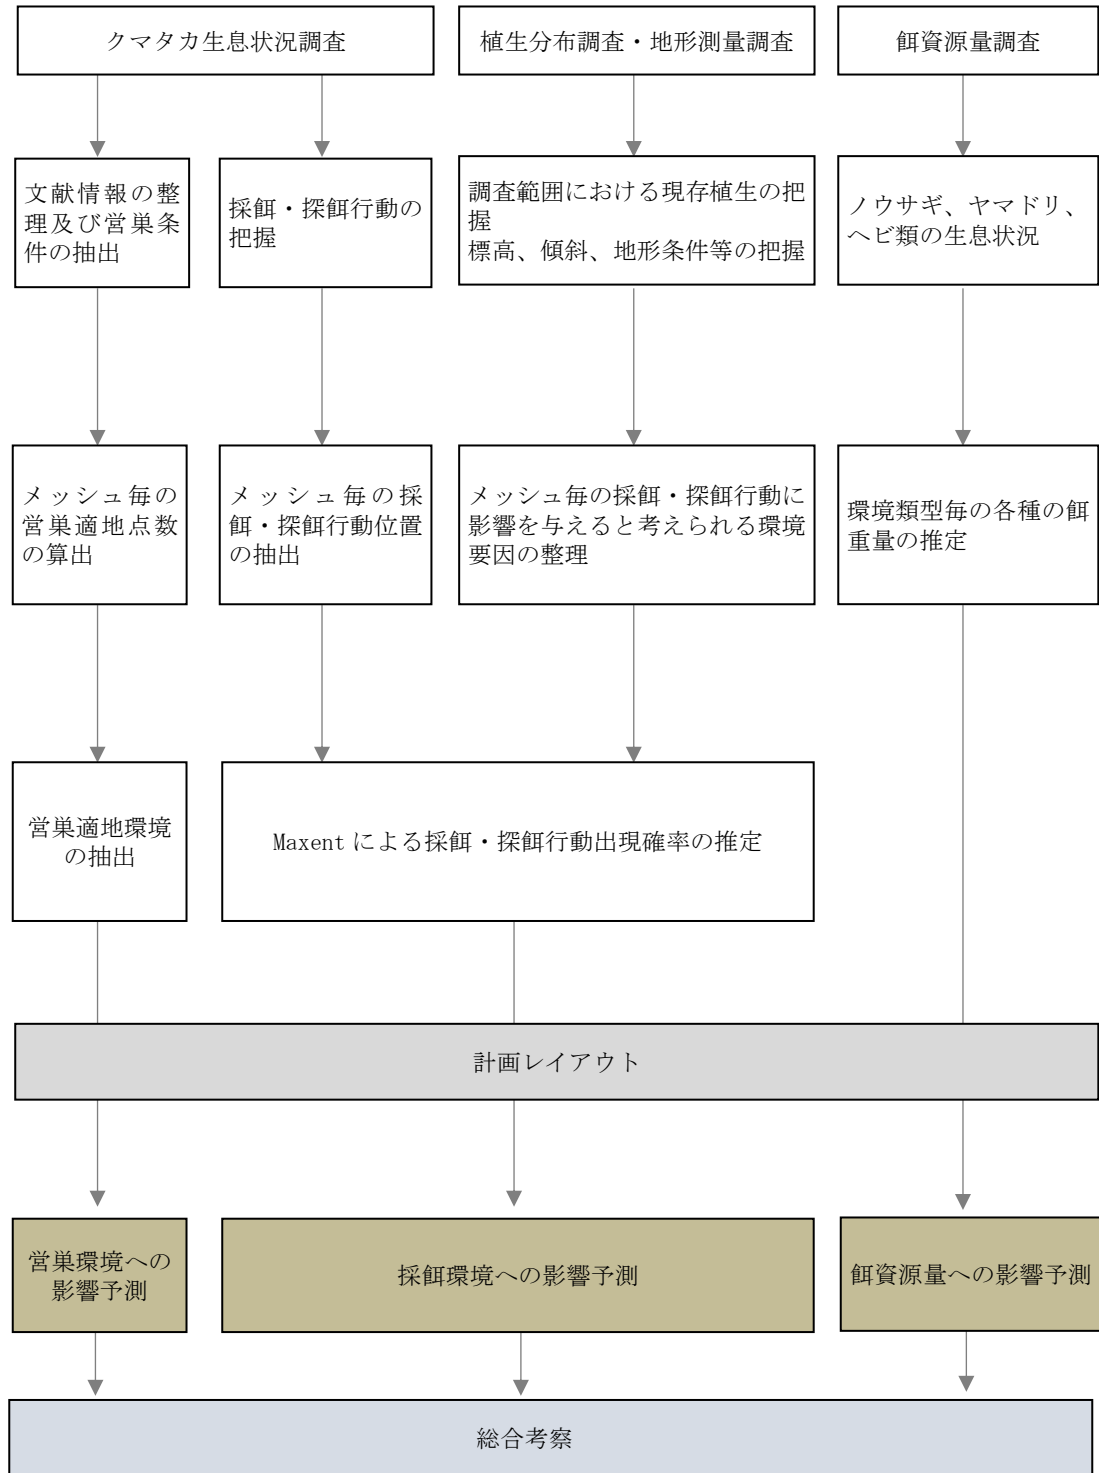 クマタカ生息状況調査
植生分布調査・地形測量調査
餌資源量調査
文献情報の整
理及び営巣条
件の抽出
採餌・探餌行動の
把握
調査範囲における現存植生の把
握
標高、傾斜、地形条件等の把握
ノウサギ、ヤマドリ、
ヘビ類の生息状況
メッシュ毎の
営巣適地点数
の算出
メッシュ毎の採
餌・探餌行動位置
の抽出
メッシュ毎の採餌・探餌行動に
影響を与えると考えられる環境
要因の整理
環境類型毎の各種の餌
重量の推定
営巣適地環境
の抽出
Maxent による採餌・探餌行動出現確率の推定
計画レイアウト
営巣環境への
影響予測
採餌環境への影響予測
餌資源量への影響予測
総合考察